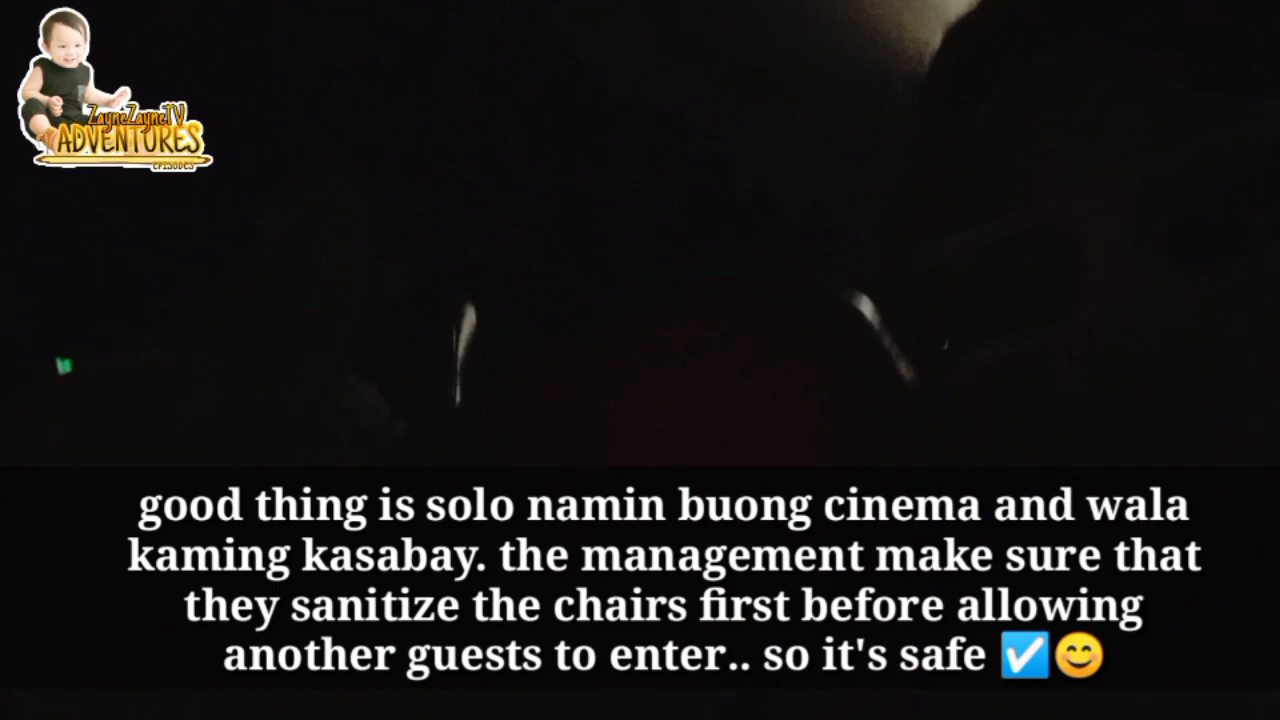 ZayneZayneTV
ADVENTURES
EPISODES
good thing is solo namin buong cinema and wala
kaming kasabay. the management make sure that
they sanitize the chairs first before allowing
another guests to enter.. so it's safe ☑️😊